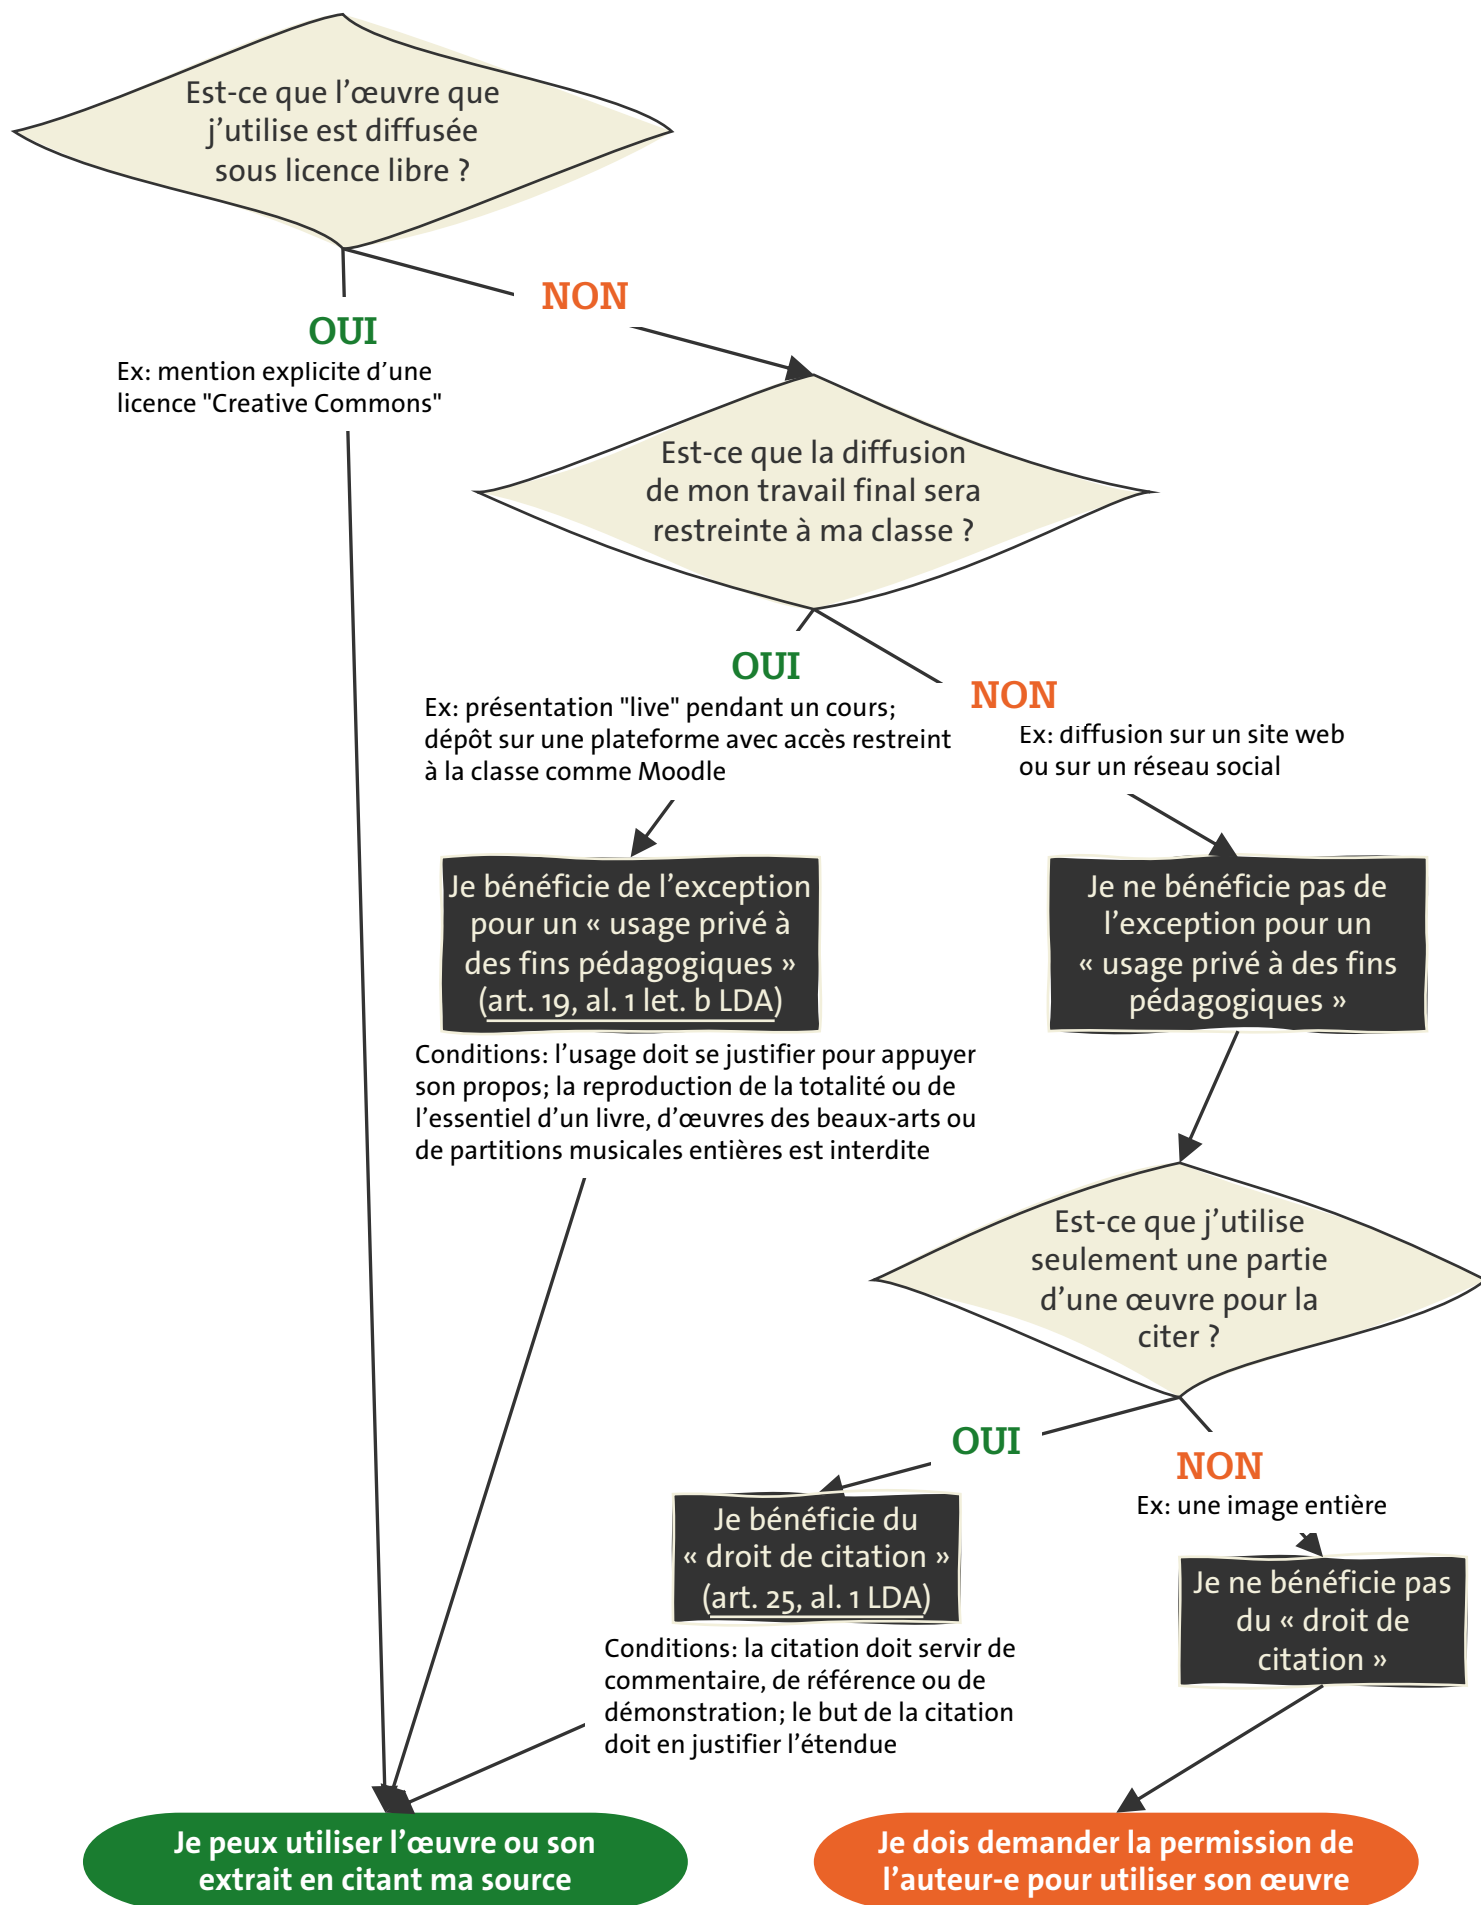 Est-ce que l’œuvre que
j’utilise est diffusée
sous licence libre ?
NON
OUI
Ex: mention explicite d’une
licence "Creative Commons"
Est-ce que la diffusion
de mon travail final sera
restreinte à ma classe ?
OUI
Ex: présentation "live" pendant un cours;
dépôt sur une plateforme avec accès restreint
à la classe comme Moodle
NON
Ex: diffusion sur un site web
ou sur un réseau social
Je bénéficie de l’exception
pour un « usage privé à
des fins pédagogiques »
(art. 19, al. 1 let. b LDA)
Je ne bénéficie pas de
l’exception pour un
« usage privé à des fins
pédagogiques »
Conditions: l’usage doit se justifier pour appuyer
son propos; la reproduction de la totalité ou de
l’essentiel d’un livre, d’œuvres des beaux-arts ou
de partitions musicales entières est interdite
Est-ce que j’utilise
seulement une partie
d’une œuvre pour la
citer ?
OUI
NON
Ex: une image entière
Je bénéficie du
« droit de citation »
(art. 25, al. 1 LDA)
Je ne bénéficie pas
du « droit de
citation »
Conditions: la citation doit servir de
commentaire, de référence ou de
démonstration; le but de la citation
doit en justifier l’étendue
Je peux utiliser l’œuvre ou son
extrait en citant ma source
Je dois demander la permission de
l’auteur-e pour utiliser son œuvre